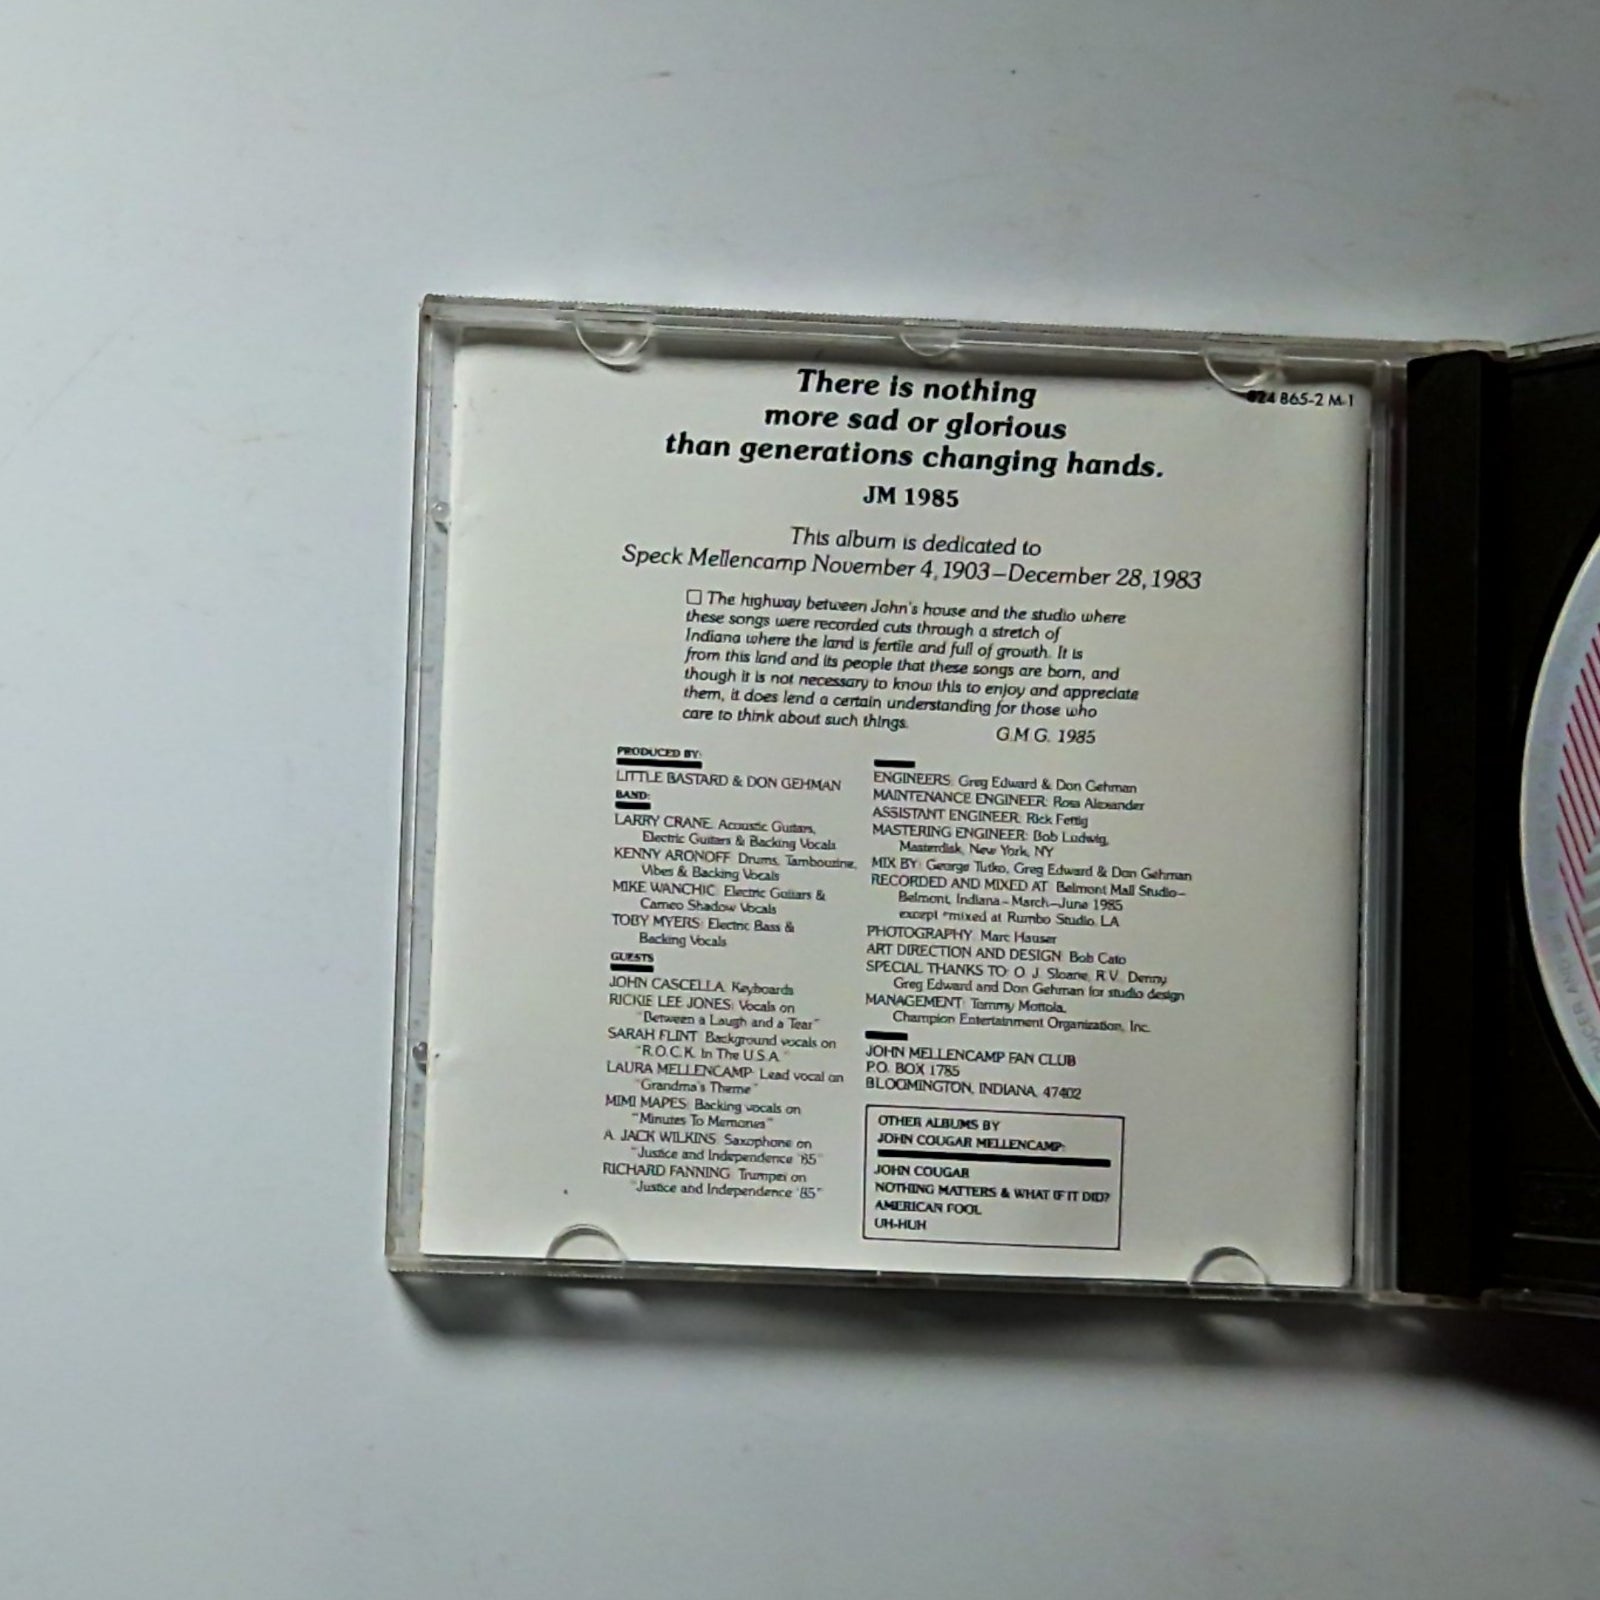 There is nothing
more sad or glorious
than generations changing hands.
JM 1985
824 865-2 M-1
This album is dedicated to
Speck Mellencamp November 4, 1903–December 28, 1983
☐ The highway between John's house and the studio where
these songs were recorded cuts through a stretch of
Indiana where the land is fertile and full of growth. It is
from this land and its people that these songs are born, and
though it is not necessary to know this to enjoy and appreciate
them, it does lend a certain understanding for those who
care to think about such things.
G.M.G. 1985
PRODUCED BY:
LITTLE BASTARD & DON GEHMAN
BAND:
LARRY CRANE: Acoustic Guitars,
Electric Guitars & Backing Vocals
KENNY ARONOFF: Drums, Tambourine,
Vibes & Backing Vocals
MIKE WANCHIC: Electric Guitars &
Cameo Shadow Vocals
TOBY MYERS: Electric Bass &
Backing Vocals
GUESTS
JOHN CASCELLA: Keyboards
RICKIE LEE JONES: Vocals on
"Between a Laugh and a Tear"
SARAH FLINT: Background vocals on
"R.O.C.K. In The U.S.A."
LAURA MELLENCAMP: Lead vocal on
"Grandma's Theme"
MIMI MAPES: Backing vocals on
"Minutes To Memories"
A. JACK WILKINS: Saxophone on
"Justice and Independence '85"
RICHARD FANNING: Trumpet on
"Justice and Independence '85"
ENGINEERS: Greg Edward & Don Gehman
MAINTENANCE ENGINEER: Ross Alexander
ASSISTANT ENGINEER: Rick Fettig
MASTERING ENGINEER: Bob Ludwig,
Masterdisk, New York, NY
MIX BY: George Tutko, Greg Edward & Don Gehman
RECORDED AND MIXED AT: Belmont Mall Studio–
Belmont, Indiana–March–June 1985
except *mixed at Rumbo Studio LA
PHOTOGRAPHY: Marc Hauser
ART DIRECTION AND DESIGN: Bob Cato
SPECIAL THANKS TO: O. J. Sloane, R.V. Denny
Greg Edward and Don Gehman for studio design
MANAGEMENT: Tommy Mottola,
Champion Entertainment Organization, Inc.
JOHN MELLENCAMP FAN CLUB
P.O. BOX 1785
BLOOMINGTON, INDIANA, 47402
OTHER ALBUMS BY
JOHN COUGAR MELLENCAMP:
JOHN COUGAR
NOTHING MATTERS & WHAT IF IT DID?
AMERICAN FOOL
UH-HUH